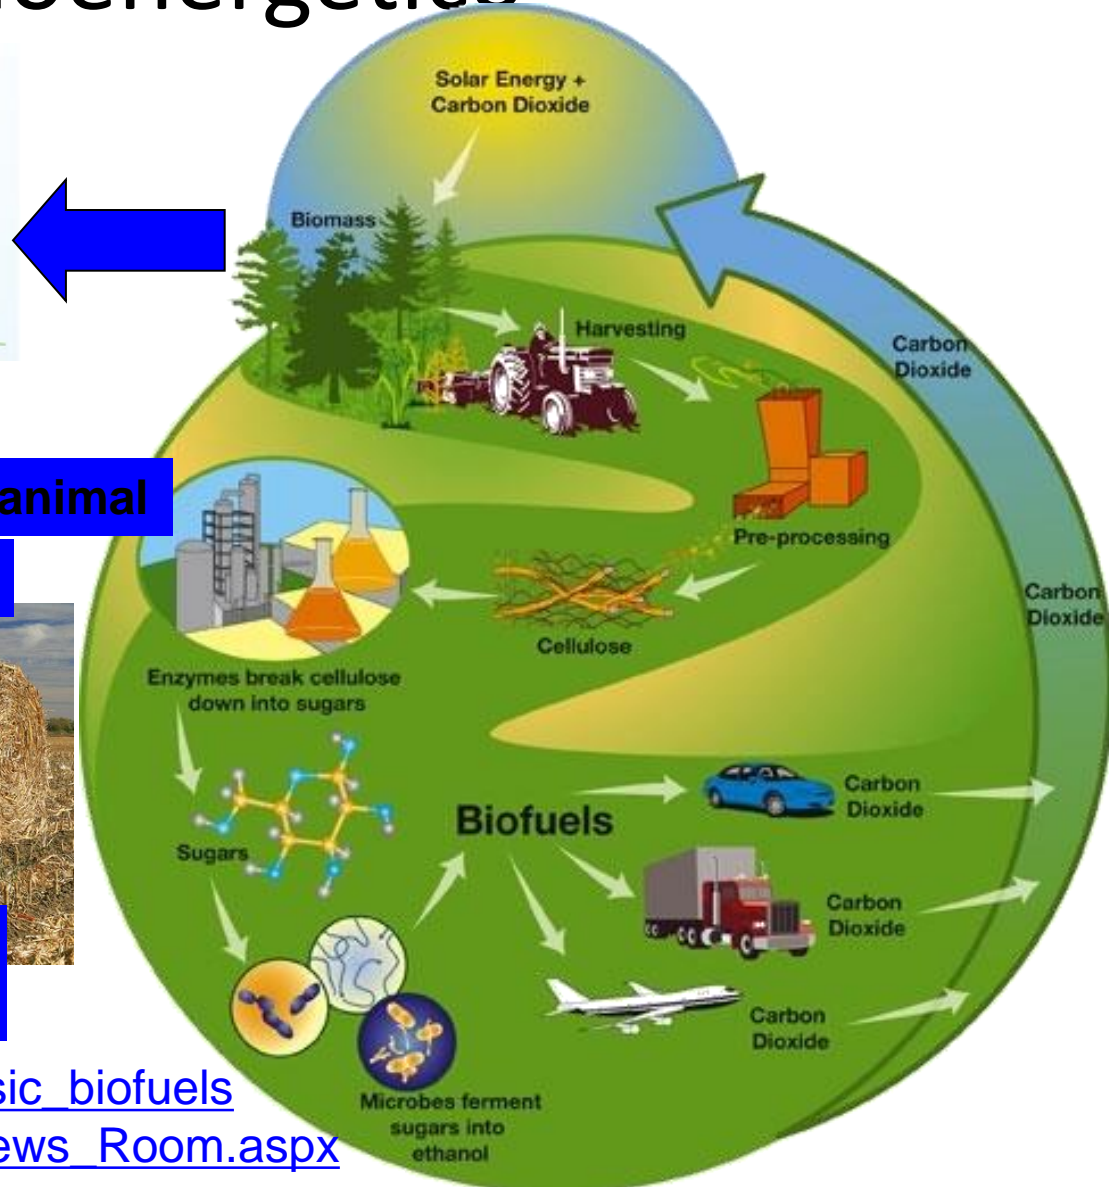 Solar Energy +
Carbon Dioxide
Biomass
Harvesting
Carbon
Dioxide
animal
Pre-processing
Carbon
Dioxide
Cellulose
Enzymes break cellulose
down into sugars
Carbon
Dioxide
Biofuels
Sugars
Carbon
Dioxide
Carbon
Dioxide
Microbes ferment
sugars into
ethanol
sic_biofuels
ews_Room.aspx